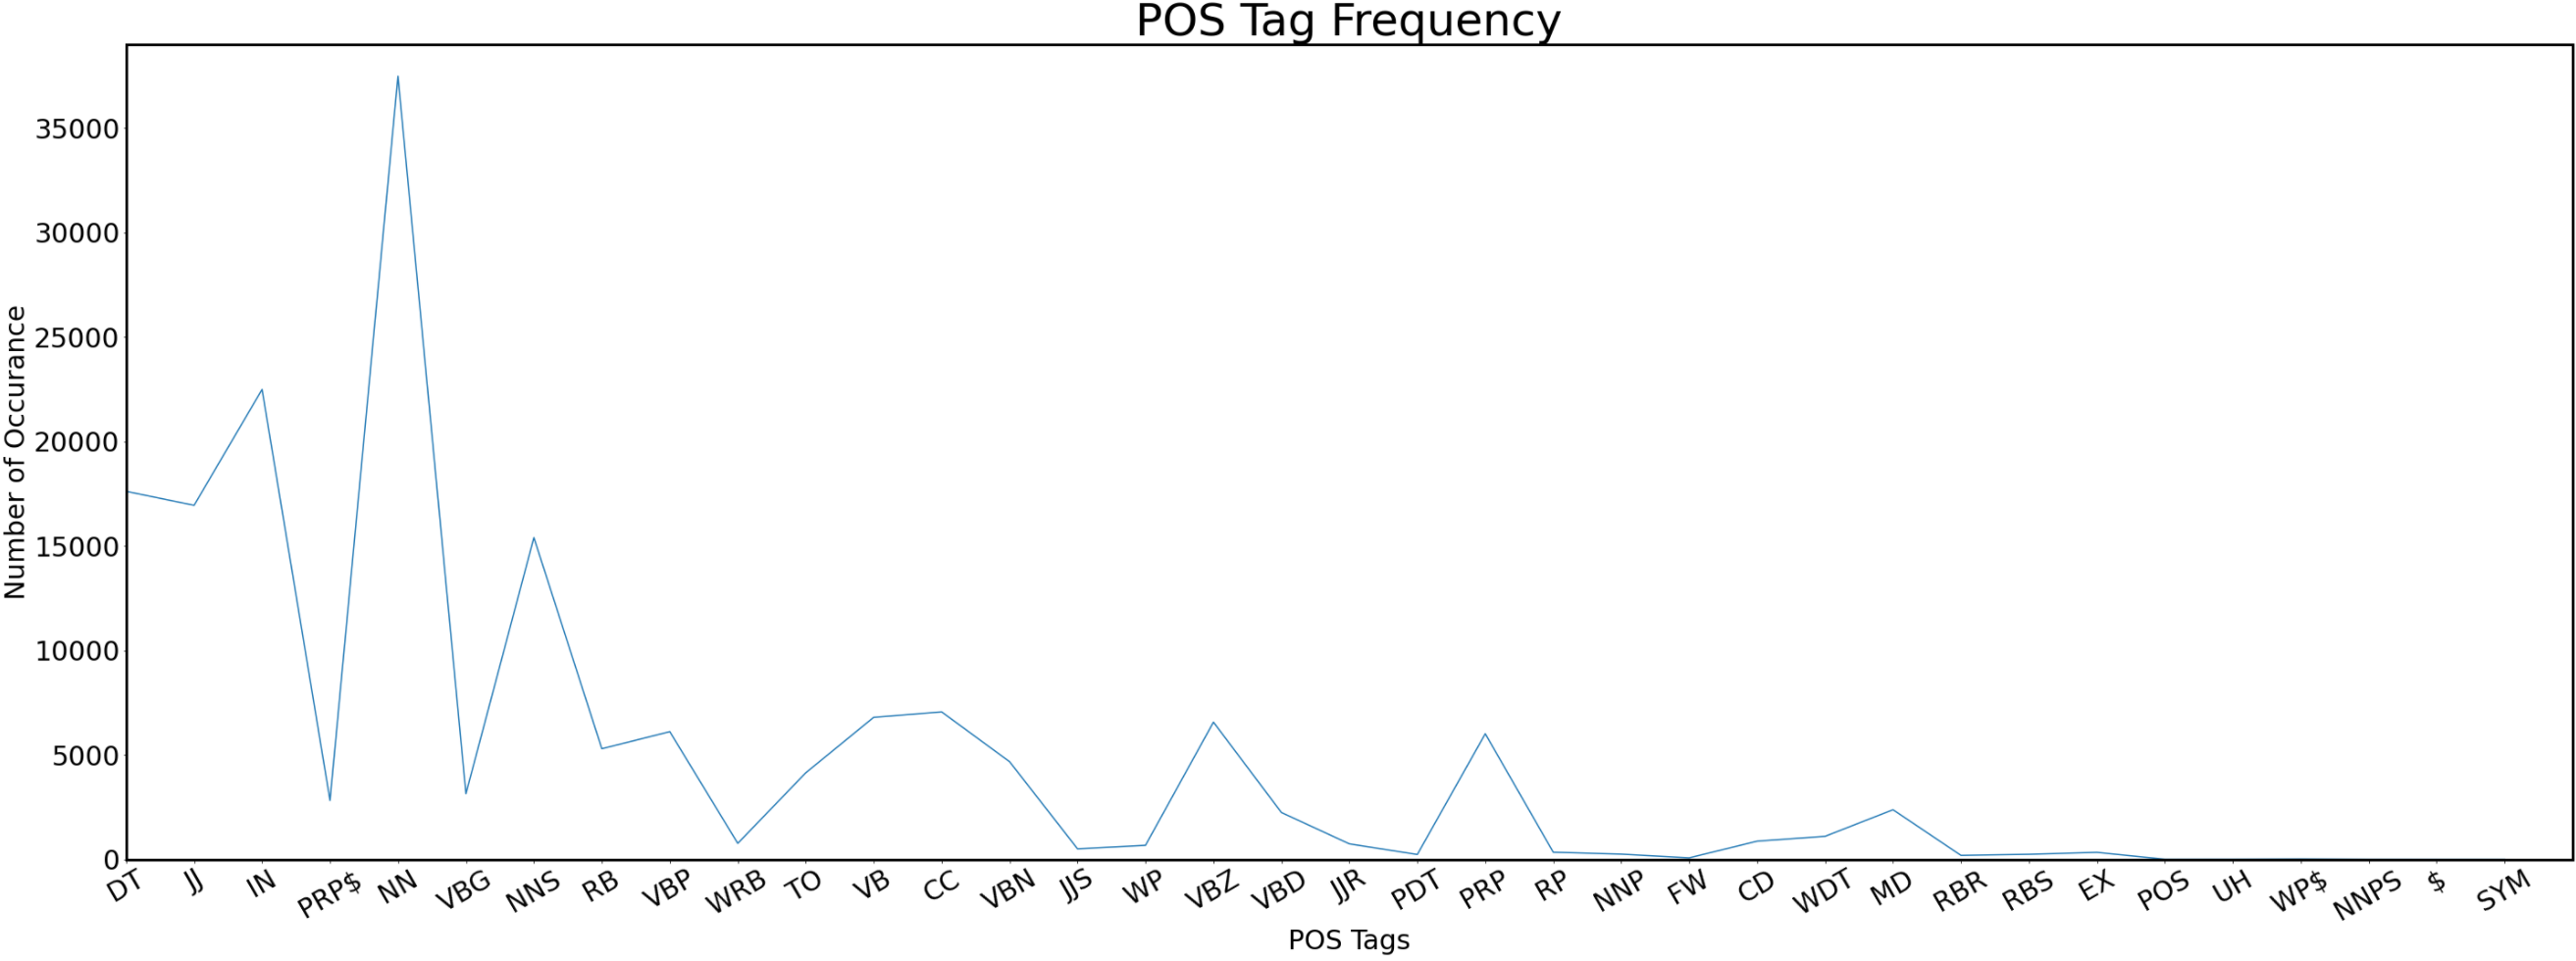 POS Tag Frequency
Number of Occurance
35000
30000
25000
20000
15000
10000
5000
0
DT JJ IN PRP$ NN VBG NNS RB VBP WRB TO VB CC VBN JJS WP VBZ VBD JJR PDT PRP RP NNP FW CD WDT MD RBR RBS EX POS UH WP$ NNPS $ SYM
POS Tags